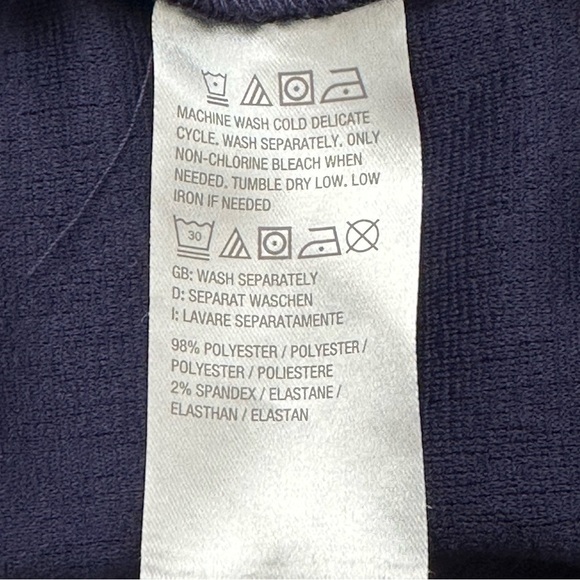 MACHINE WASH COLD DELICATE
CYCLE. WASH SEPARATELY. ONLY
NON-CHLORINE BLEACH WHEN
NEEDED. TUMBLE DRY LOW. LOW
IRON IF NEEDED
30
GB: WASH SEPARATELY
D: SEPARAT WASCHEN
I: LAVARE SEPARATAMENTE
98% POLYESTER / POLYESTER /
POLYESTER / POLIESTERE
2% SPANDEX / ELASTANE /
ELASTHAN / ELASTAN